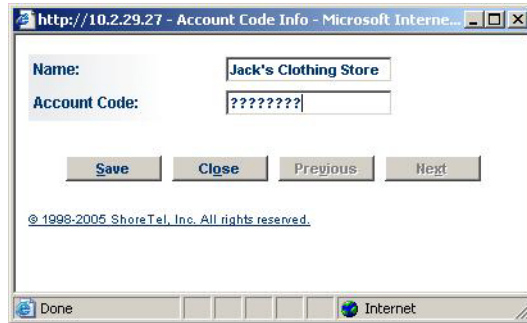 http://10.2.29.27 - Account Code Info - Microsoft Interne...
Name: Jack's Clothing Store
Account Code: ????????
Save Close Previous Next
© 1998-2005 ShoreTel, Inc. All rights reserved.
Done Internet